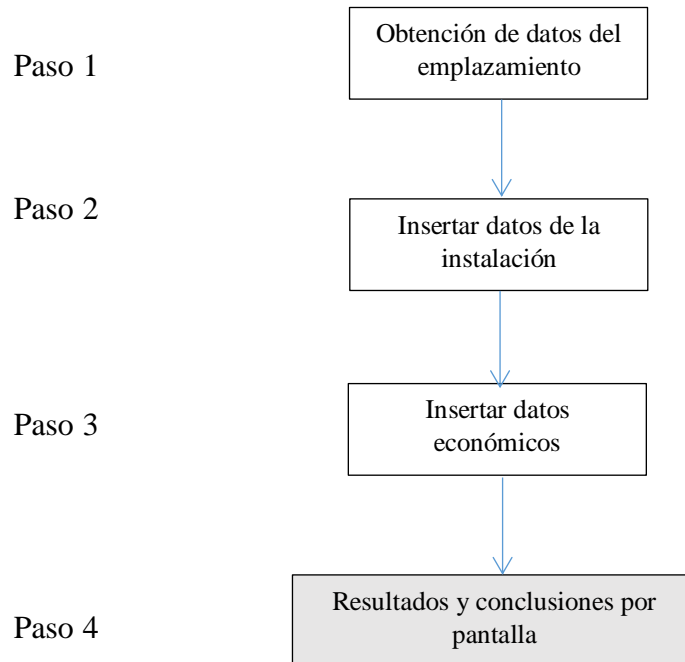 Paso 1
Obtención de datos del
emplazamiento
Paso 2
Insertar datos de la
instalación
Paso 3
Insertar datos
económicos
Paso 4
Resultados y conclusiones por
pantalla